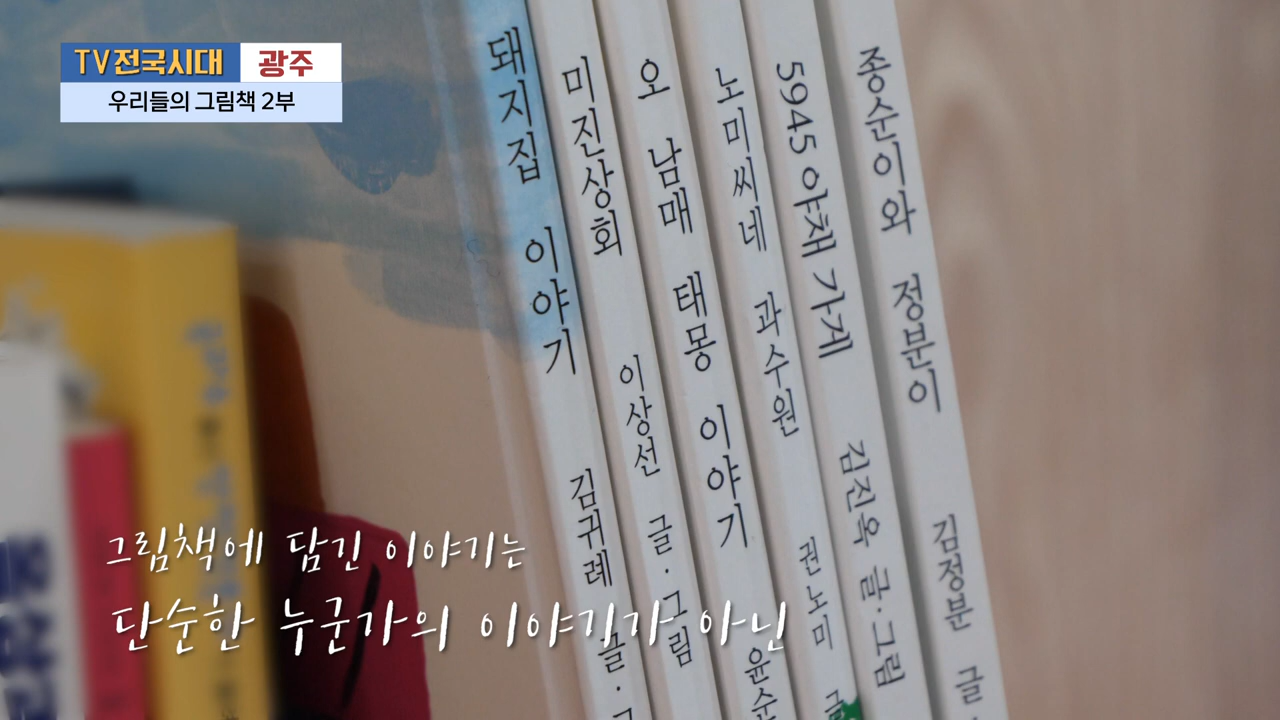 TV전국시대 광주
우리들의 그림책 2부
돼지집 이야기 김귀례 글·
미진상회 이상선 글·그림
오 남매 태몽 이야기 윤순
노미씨네 과수원 권노미
5945 야채 가게 김진옥 글·그림
종순이와 정분이 김정분 글
그림책에 담긴 이야기는
단순한 누군가의 이야기가 아닌